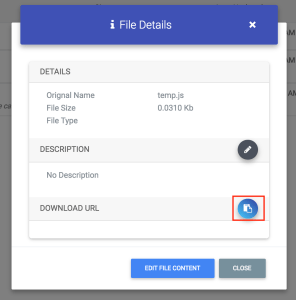 File Details
AM
DETAILS
Orignal Name temp.js
File Size 0.0310 Kb
File Type
DESCRIPTION
No Description
DOWNLOAD URL
EDIT FILE CONTENT CLOSE